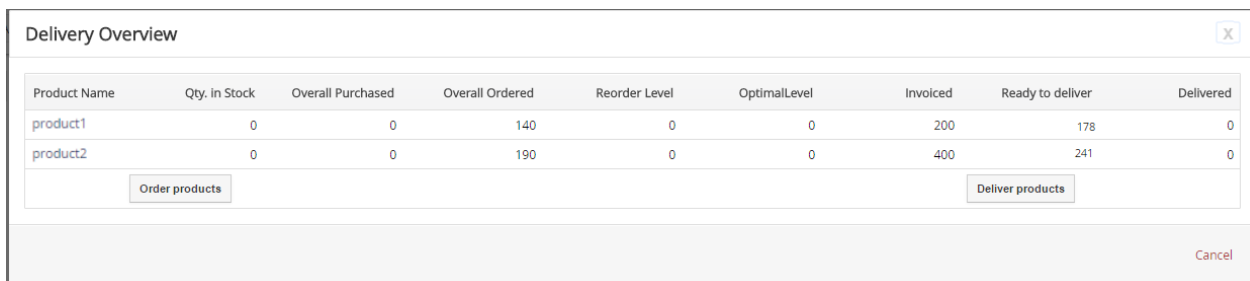 Delivery Overview
X
Product Name Qty. in Stock Overall Purchased Overall Ordered Reorder Level OptimalLevel Invoiced Ready to deliver Delivered
product1 0 0 140 0 0 200 178 0
product2 0 0 190 0 0 400 241 0
Order products Deliver products
Cancel